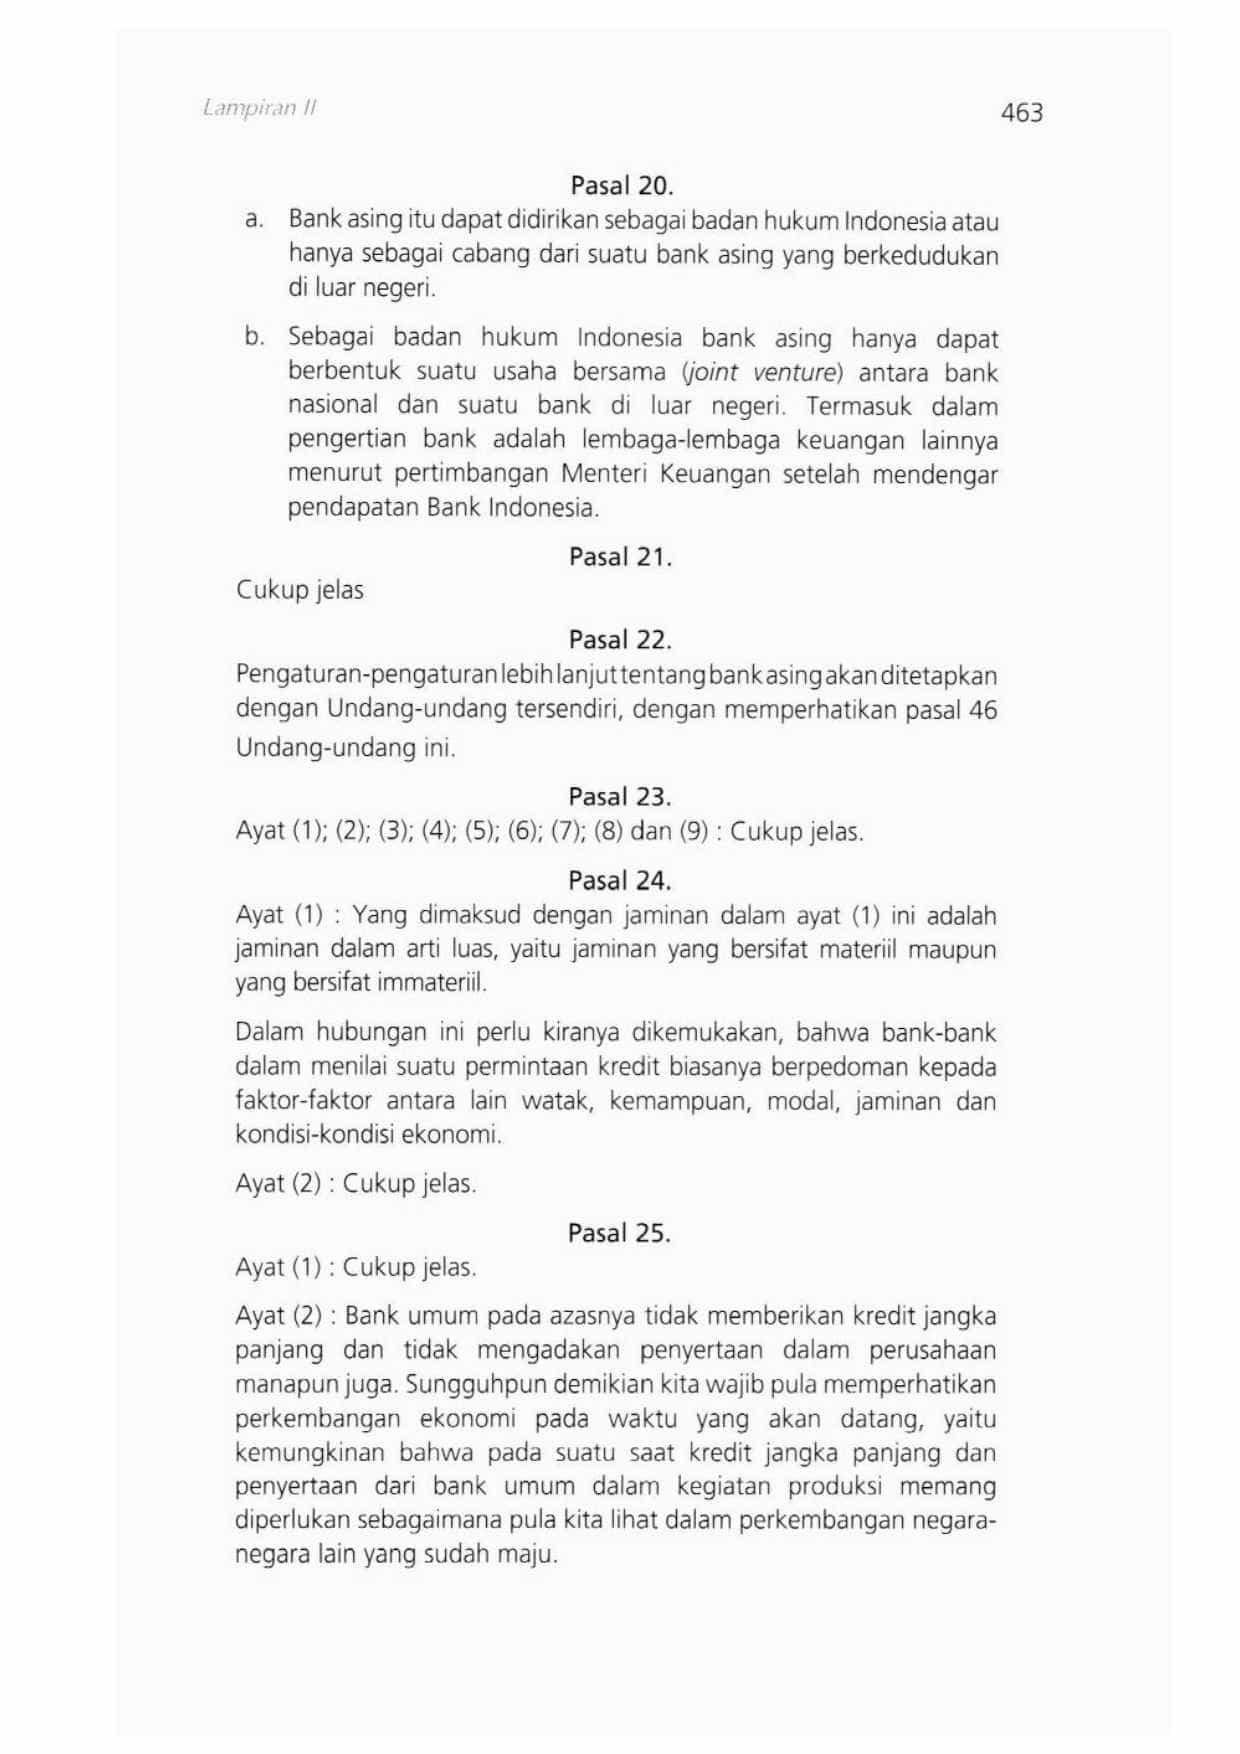 Lampiran II
463
Pasal 20.
a. Bank asing itu dapat didirikan sebagai badan hukum Indonesia atau
hanya sebagai cabang dari suatu bank asing yang berkedudukan
di luar negeri.
b. Sebagai badan hukum Indonesia bank asing hanya dapat
berbentuk suatu usaha bersama (joint venture) antara bank
nasional dan suatu bank di luar negeri. Termasuk dalam
pengertian bank adalah lembaga-lembaga keuangan lainnya
menurut pertimbangan Menteri Keuangan setelah mendengar
pendapatan Bank Indonesia.
Pasal 21.
Cukup jelas
Pasal 22.
Pengaturan-pengaturan lebih lanjut tentang bank asing akan ditetapkan
dengan Undang-undang tersendiri, dengan memperhatikan pasal 46
Undang-undang ini.
Pasal 23.
Ayat (1); (2); (3); (4); (5); (6); (7); (8) dan (9) : Cukup jelas.
Pasal 24.
Ayat (1) : Yang dimaksud dengan jaminan dalam ayat (1) ini adalah
jaminan dalam arti luas, yaitu jaminan yang bersifat materiil maupun
yang bersifat immateriil.
Dalam hubungan ini perlu kiranya dikemukakan, bahwa bank-bank
dalam menilai suatu permintaan kredit biasanya berpedoman kepada
faktor-faktor antara lain watak, kemampuan, modal, jaminan dan
kondisi-kondisi ekonomi.
Ayat (2) : Cukup jelas.
Pasal 25.
Ayat (1) : Cukup jelas.
Ayat (2) : Bank umum pada azasnya tidak memberikan kredit jangka
panjang dan tidak mengadakan penyertaan dalam perusahaan
manapun juga. Sungguhpun demikian kita wajib pula memperhatikan
perkembangan ekonomi pada waktu yang akan datang, yaitu
kemungkinan bahwa pada suatu saat kredit jangka panjang dan
penyertaan dari bank umum dalam kegiatan produksi memang
diperlukan sebagaimana pula kita lihat dalam perkembangan negara-
negara lain yang sudah maju.